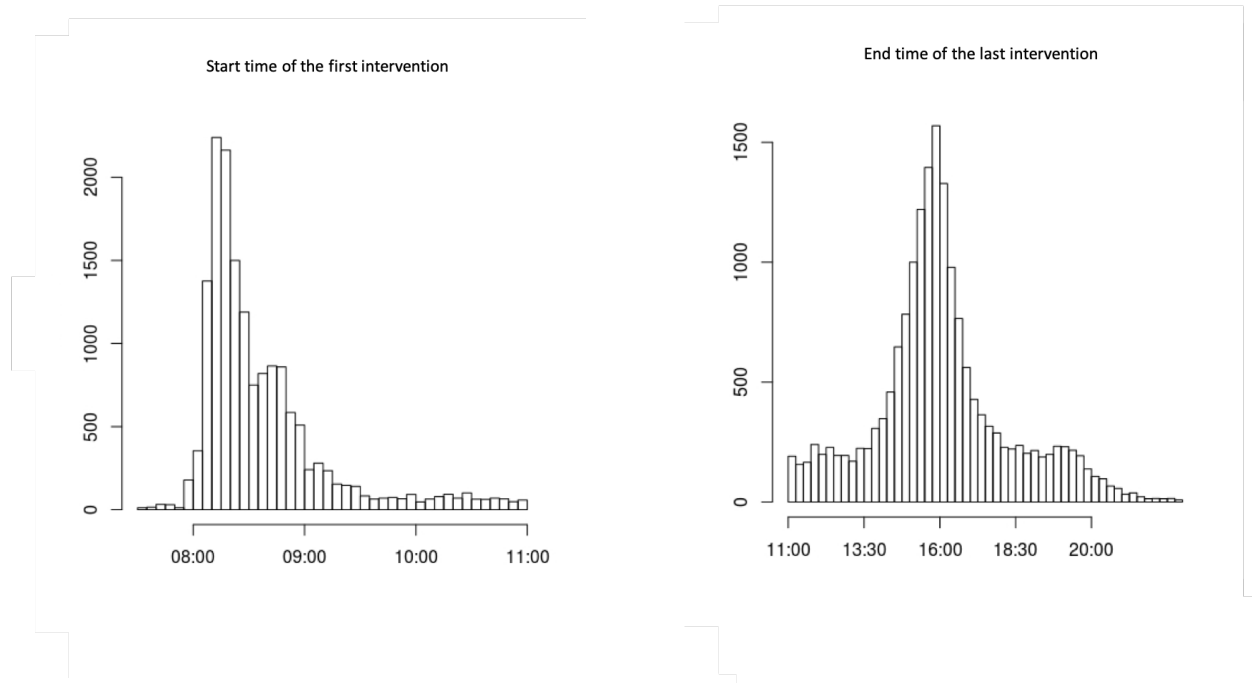 Start time of the first intervention
2000
1500
1000
500
0
08:00 09:00 10:00 11:00
End time of the last intervention
1500
1000
500
0
11:00 13:30 16:00 18:30 20:00